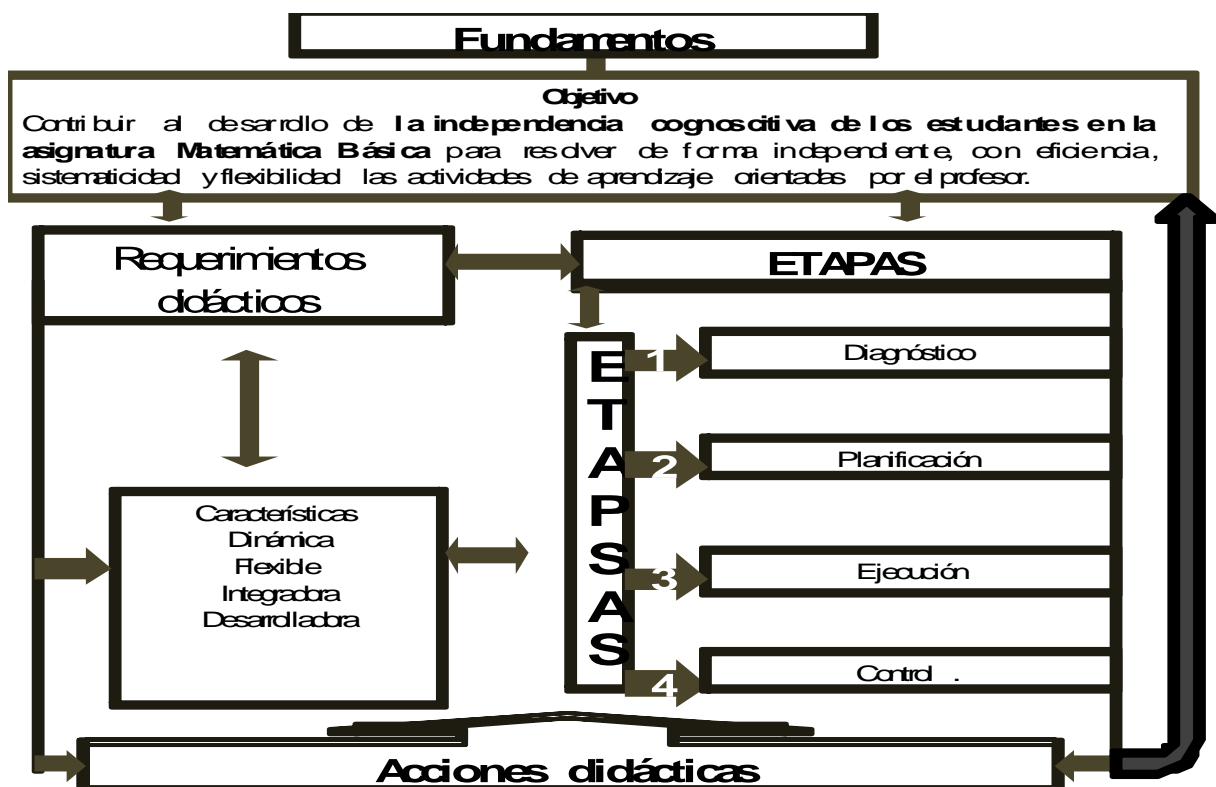 Fundamentos
Objetivo
Contribuir al desarrollo de la independencia cognoscitiva de los estudiantes en la
asignatura Matemática Básica para resolver de forma independiente, con eficiencia,
sistematicidad y flexibilidad las actividades de aprendizaje orientadas por el profesor.
Requerimientos
didácticos
ETAPAS
ETAPSAS
1
Diagnóstico
2
Planificación
3
Ejecución
4
Control .
Características
Dinámica
Flexible
Integradora
Desarrolladora
Acciones didácticas